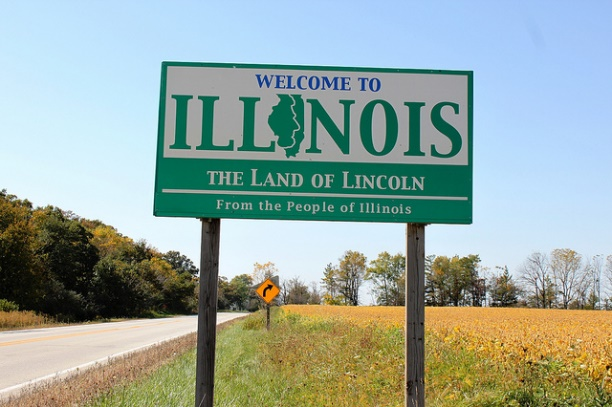 WELCOME TO
ILLINOIS
THE LAND OF LINCOLN
From the People of Illinois